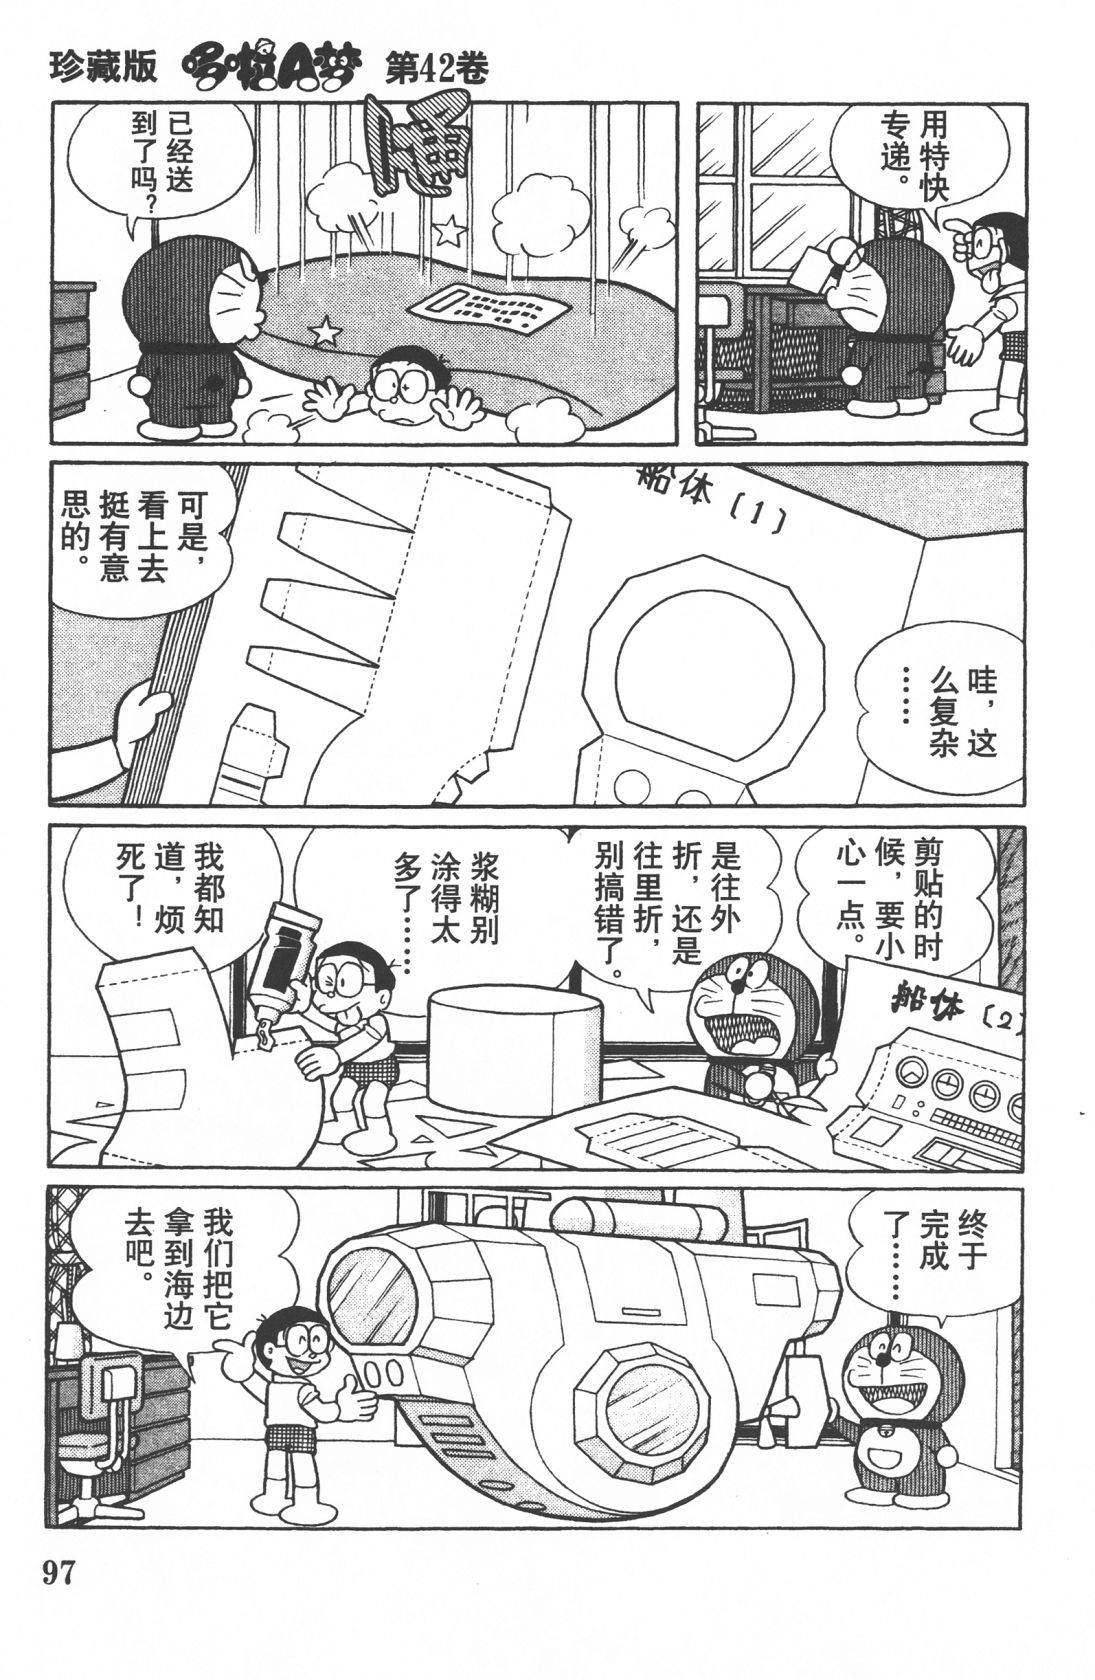 珍藏版 哆啦A梦 第42卷
用特快
专递。
已经送
到了吗?
哇，这
么复杂
……
船体〔1〕
可是，
看上去
挺有意
思的。
剪贴的时
候，要小
心一点。
是往外
折，还是
往里折，
别搞错了。
船体〔2〕
浆糊别
涂得太
多了……
我都知
道，烦
死了!
终于
完成
了……
我们把它
拿到海边
去吧。
97